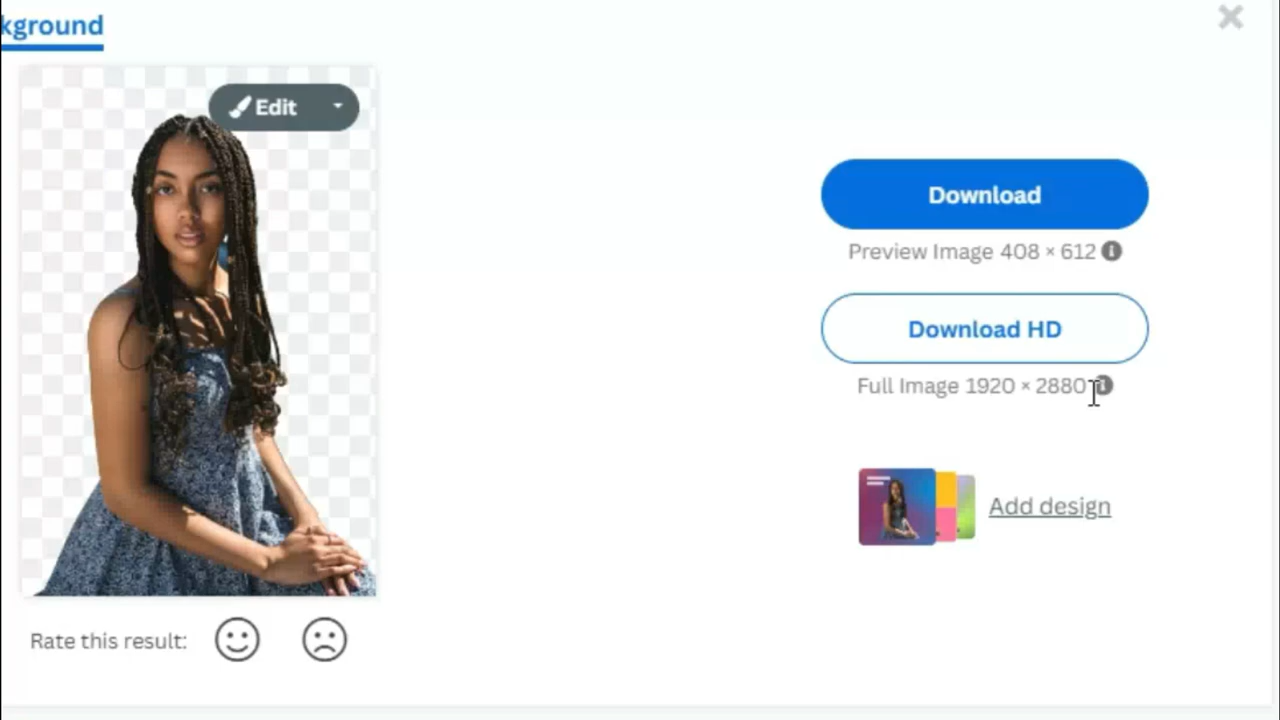 kground
Edit
Download
Preview Image 408 × 612
Download HD
Full Image 1920 × 2880
Add design
Rate this result: